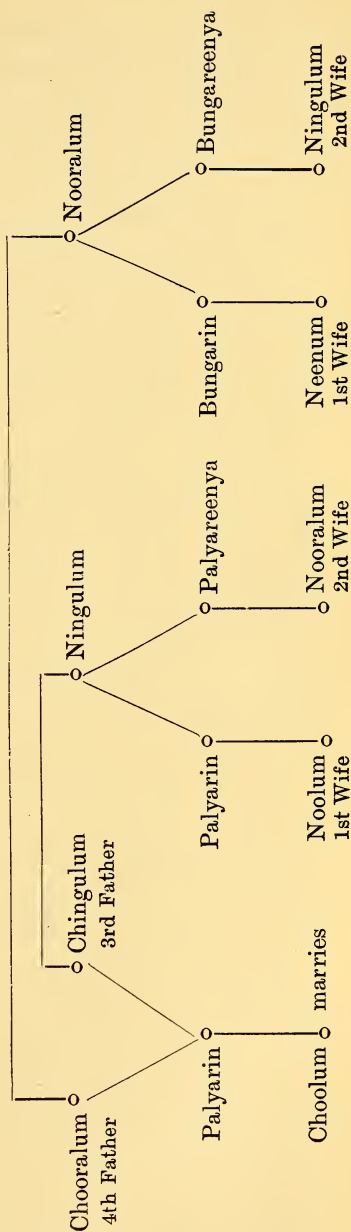 Chooralum
4th Father
Chingulum
3rd Father
Ningulum
Nooralum
Palyarin
Palyarin
Palyareenya
Bungarin
Bungareenya
Choolum marries
Noolum
1st Wife
Nooralum
2nd Wife
Neenum
1st Wife
Ningulum
2nd Wife